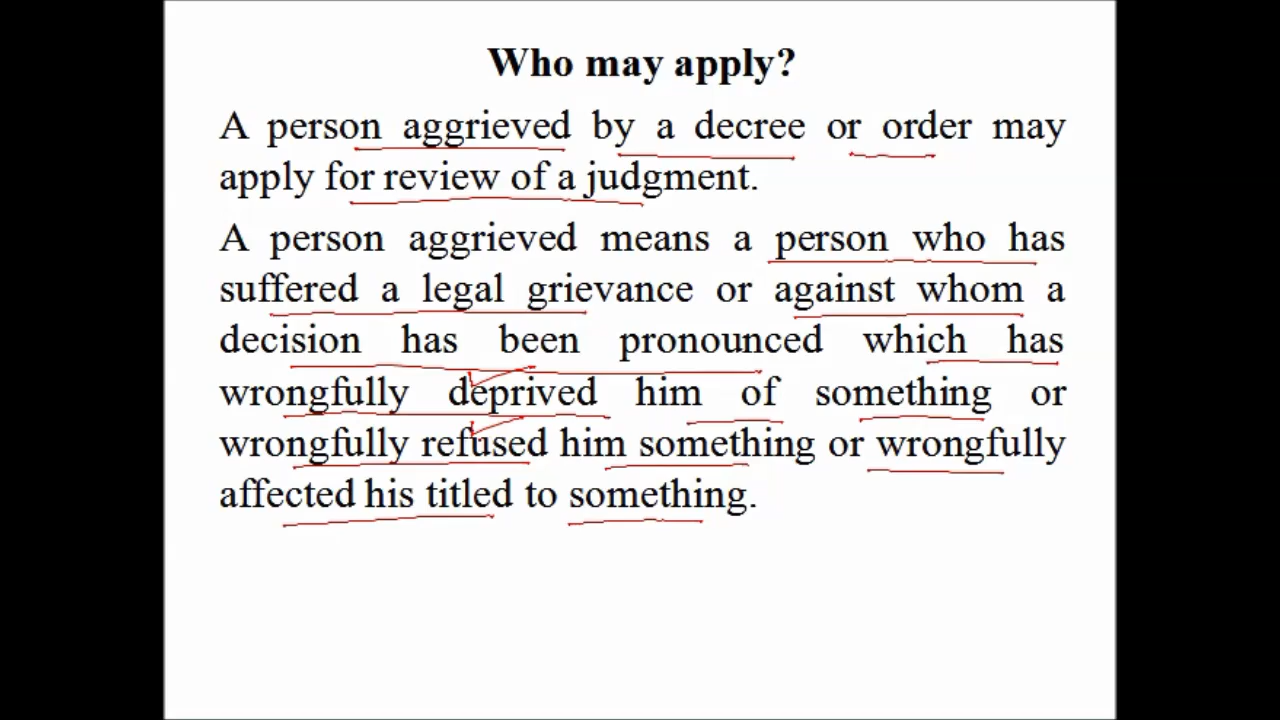 Who may apply?
A person aggrieved by a decree or order may
apply for review of a judgment.
A person aggrieved means a person who has
suffered a legal grievance or against whom a
decision has been pronounced which has
wrongfully deprived him of something or
wrongfully refused him something or wrongfully
affected his titled to something.